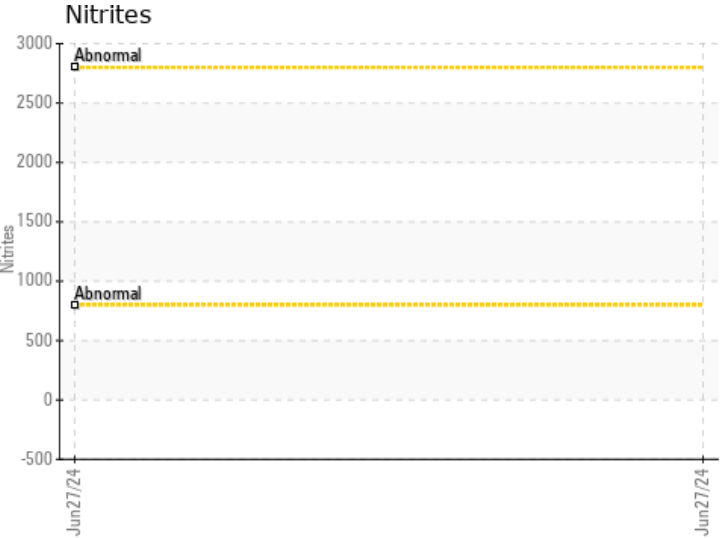 Nitrites
3000
Abnormal
2500
2000
1500
Nitrites
1000
Abnormal
500
0
-500
Jun27/24
Jun27/24